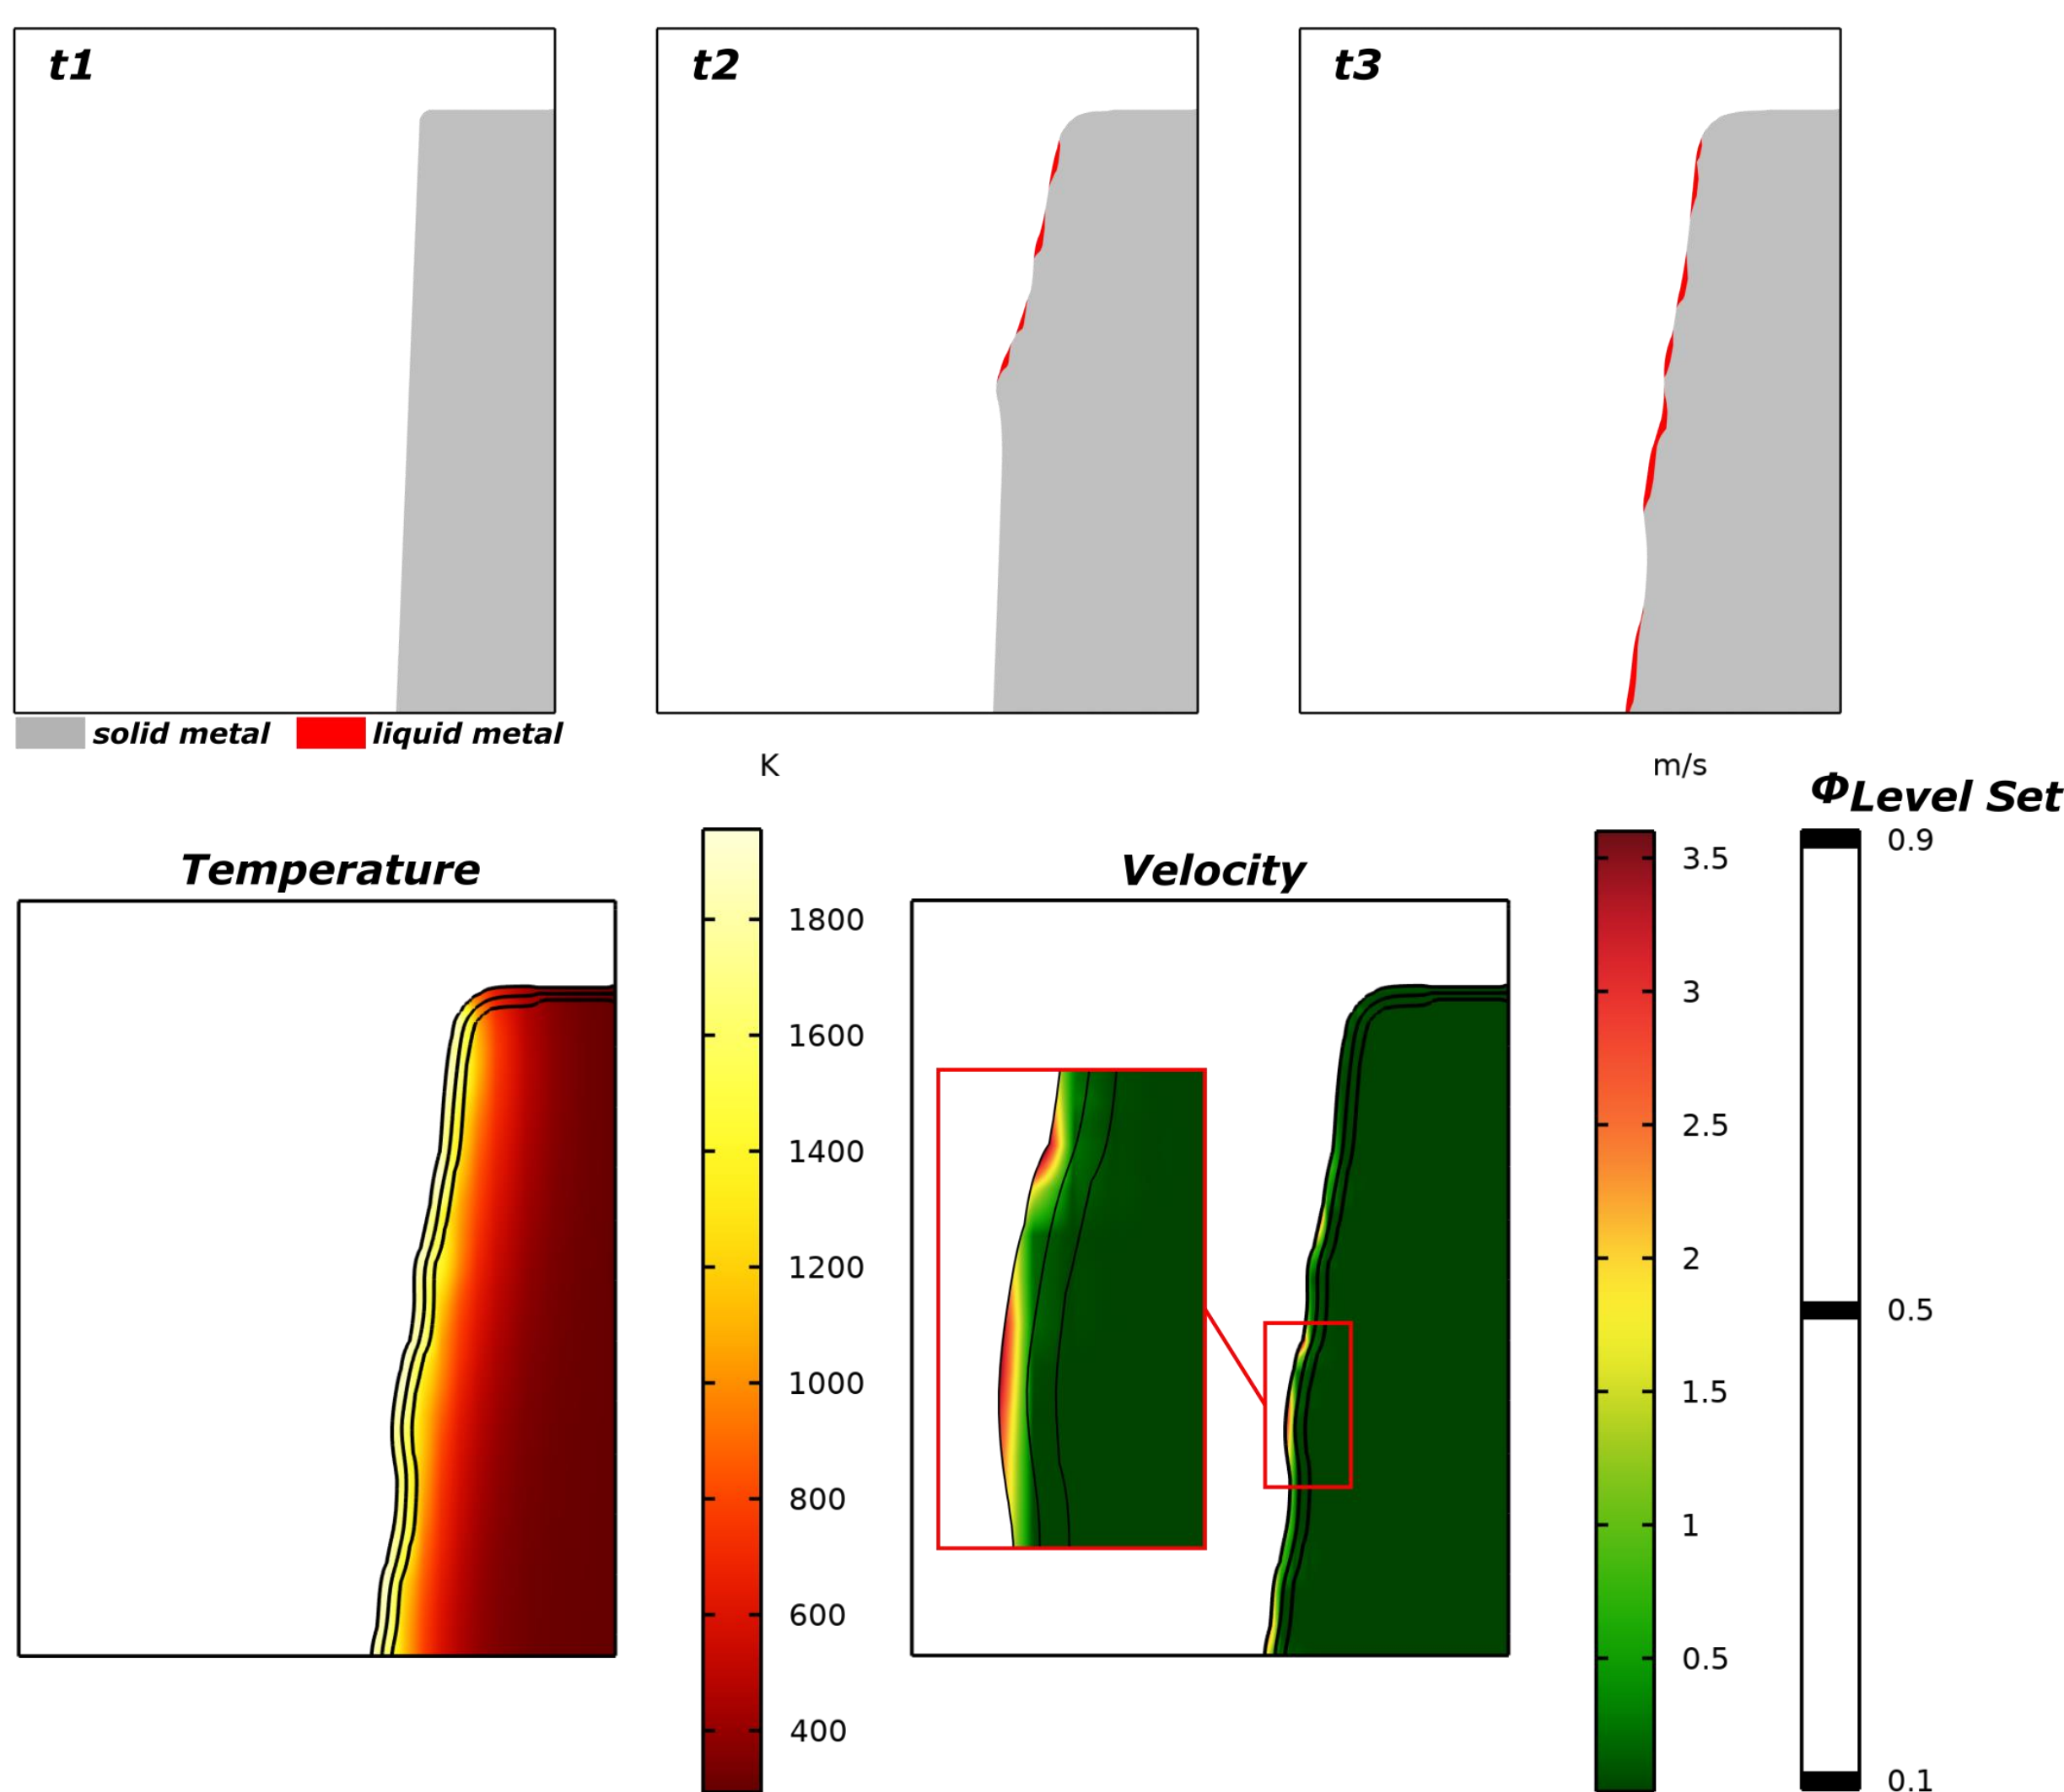 t1
t2
t3
solid metal
liquid metal
K
m/s
ΦLevel Set
Temperature
Velocity
1800
1600
1400
1200
1000
800
600
400
3.5
3
2.5
2
1.5
1
0.5
0.9
0.5
0.1